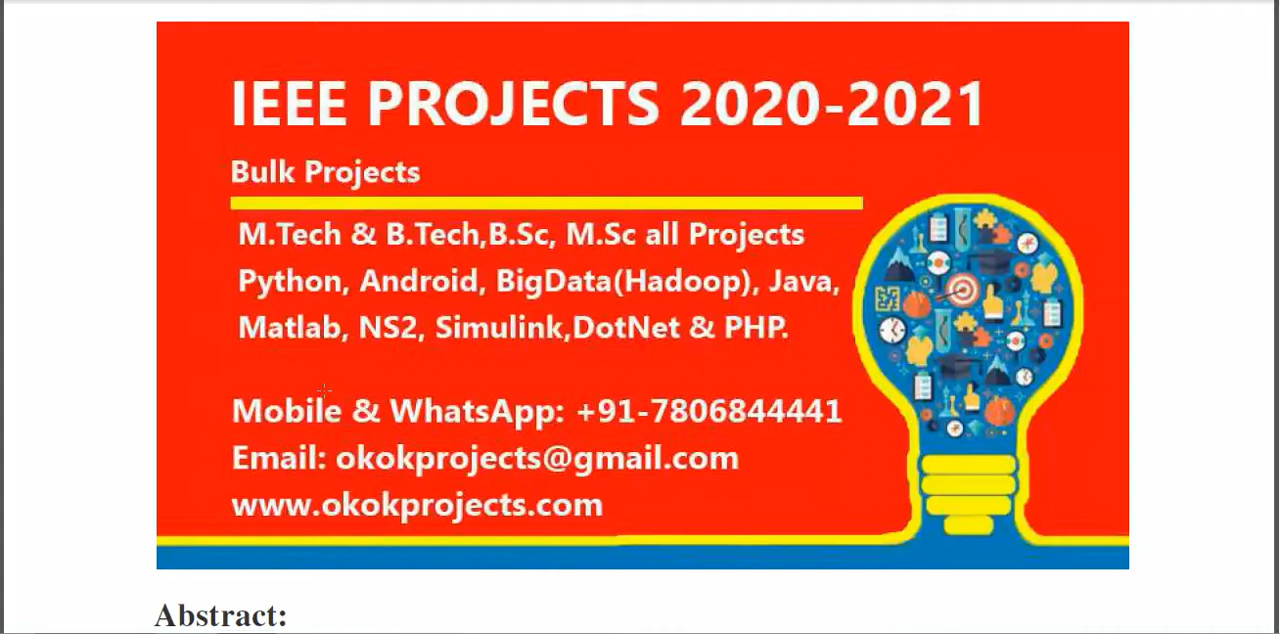 IEEE PROJECTS 2020-2021
Bulk Projects
M.Tech & B.Tech,B.Sc, M.Sc all Projects
Python, Android, BigData(Hadoop), Java,
Matlab, NS2, Simulink,DotNet & PHP.
Mobile & WhatsApp: +91-7806844441
Email: okokprojects@gmail.com
www.okokprojects.com
Abstract: